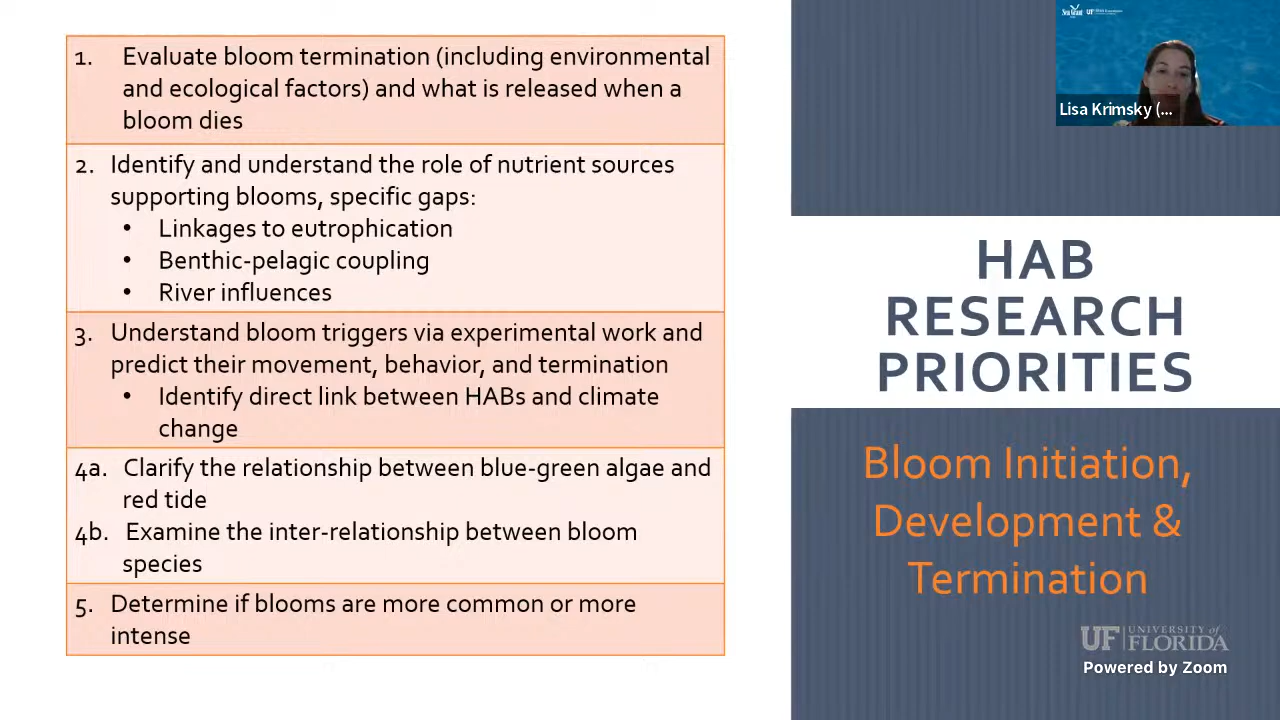 1. Evaluate bloom termination (including environmental
and ecological factors) and what is released when a
bloom dies
2. Identify and understand the role of nutrient sources
supporting blooms, specific gaps:
• Linkages to eutrophication
• Benthic-pelagic coupling
• River influences
3. Understand bloom triggers via experimental work and
predict their movement, behavior, and termination
• Identify direct link between HABs and climate
change
4a. Clarify the relationship between blue-green algae and
red tide
4b. Examine the inter-relationship between bloom
species
5. Determine if blooms are more common or more
intense
Sea Grant UF
Lisa Krimsky (...
HAB
RESEARCH
PRIORITIES
Bloom Initiation,
Development &
Termination
UF UNIVERSITY of
FLORIDA
Powered by Zoom